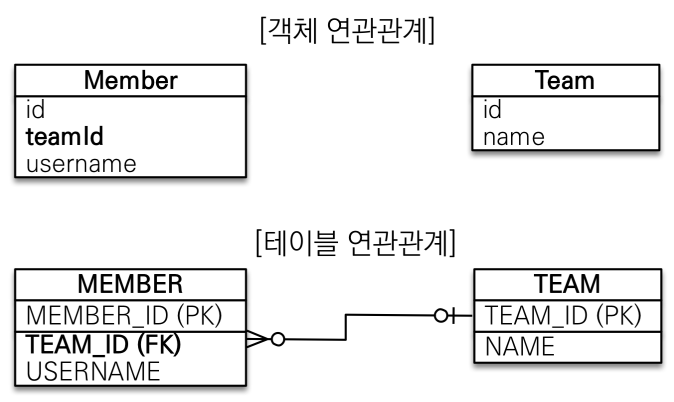 [객체 연관관계]
Member
id
teamId
username
Team
id
name
[테이블 연관관계]
MEMBER
MEMBER_ID (PK)
TEAM_ID (FK)
USERNAME
TEAM
TEAM_ID (PK)
NAME